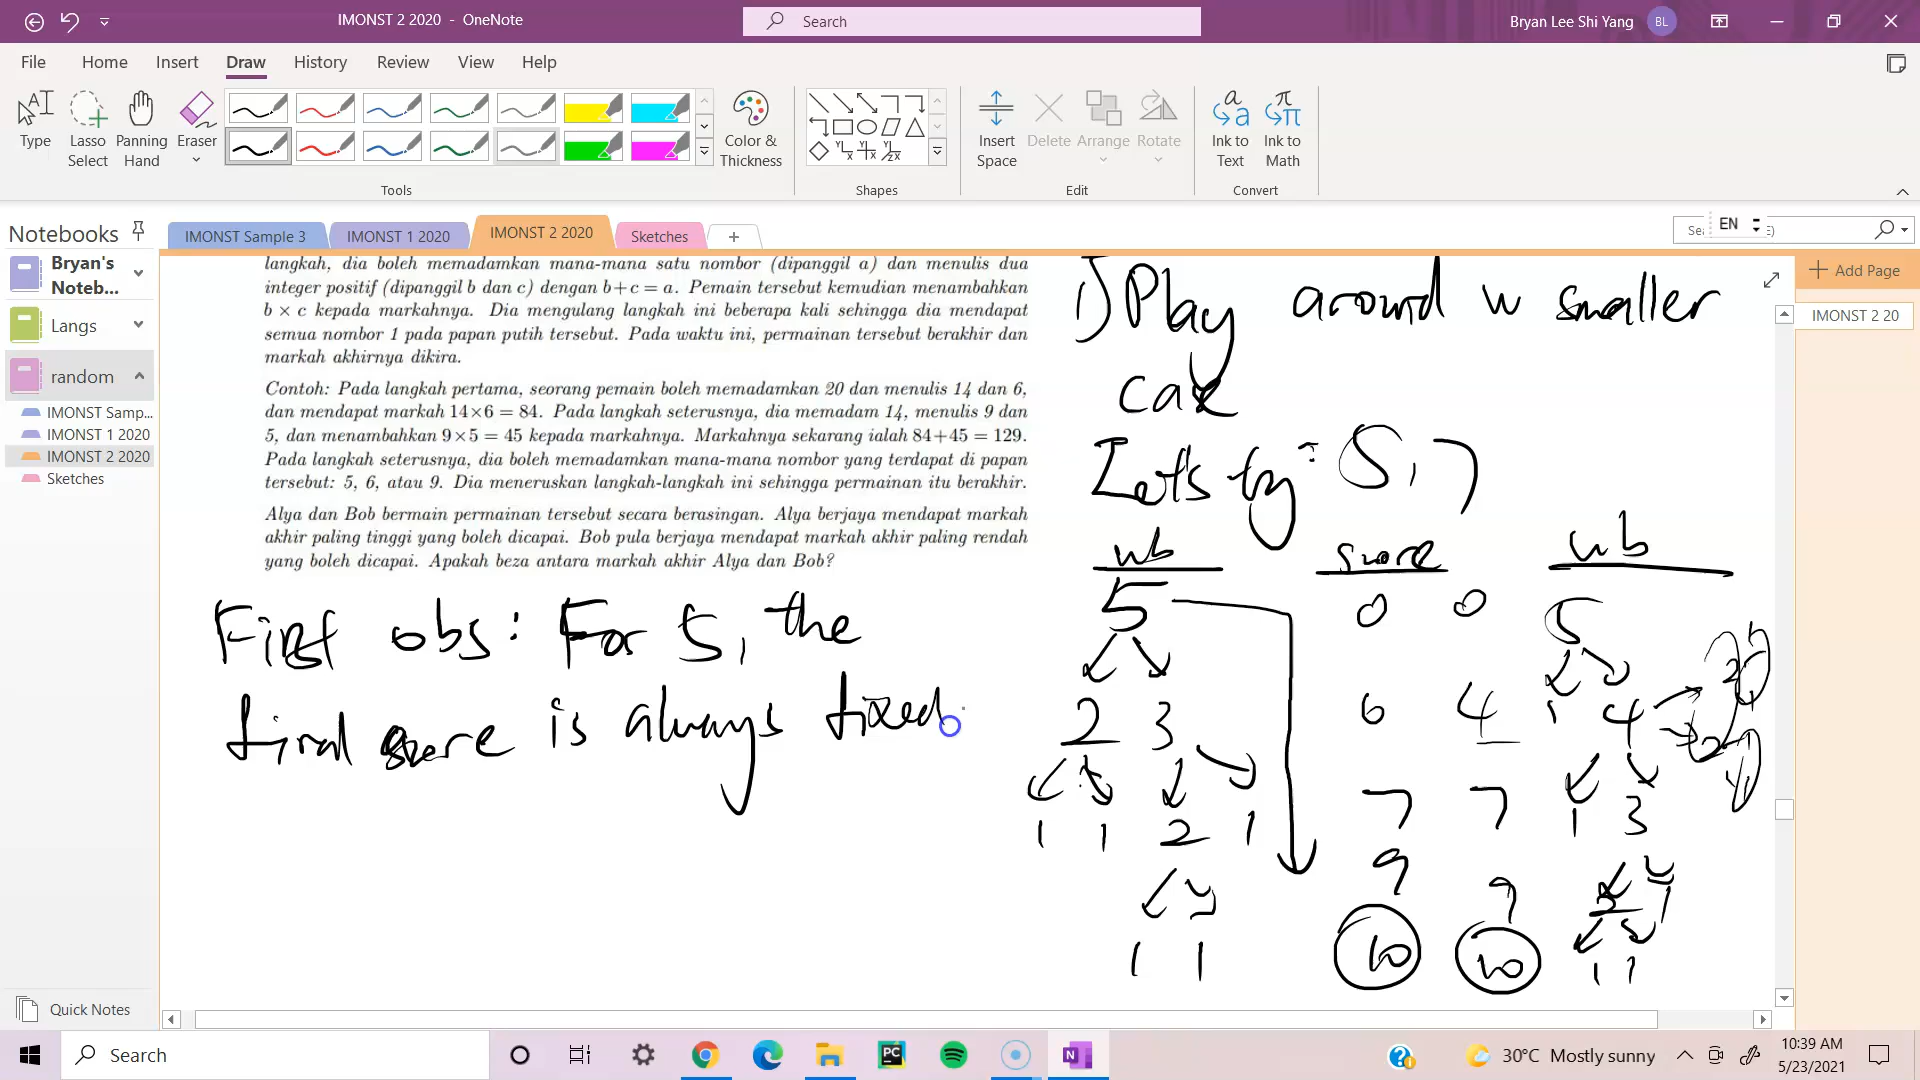 IMONST 2 2020 - OneNote
Search
Bryan Lee Shi Yang
BL
File Home Insert Draw History Review View Help
Type
Lasso Select
Panning Hand
Eraser
Color & Thickness
Insert Space
Delete
Arrange
Rotate
Ink to Text
Ink to Math
Tools
Shapes
Edit
Convert
Notebooks
IMONST Sample 3
IMONST 1 2020
IMONST 2 2020
Sketches
+
EN
Add Page
IMONST 2 20
Bryan's Noteb...
Langs
random
IMONST Samp...
IMONST 1 2020
IMONST 2 2020
Sketches
Quick Notes
langkah, dia boleh memadamkan mana-mana satu nombor (dipanggil a) dan menulis dua
integer positif (dipanggil b dan c) dengan b+c = a. Pemain tersebut kemudian menambahkan
b × c kepada markahnya. Dia mengulang langkah ini beberapa kali sehingga dia mendapat
semua nombor 1 pada papan putih tersebut. Pada waktu ini, permainan tersebut berakhir dan
markah akhirnya dikira.
Contoh: Pada langkah pertama, seorang pemain boleh memadamkan 20 dan menulis 14 dan 6,
dan mendapat markah 14×6 = 84. Pada langkah seterusnya, dia memadam 14, menulis 9 dan
5, dan menambahkan 9×5 = 45 kepada markahnya. Markahnya sekarang ialah 84+45 = 129.
Pada langkah seterusnya, dia boleh memadamkan mana-mana nombor yang terdapat di papan
tersebut: 5, 6, atau 9. Dia meneruskan langkah-langkah ini sehingga permainan itu berakhir.
Alya dan Bob bermain permainan tersebut secara berasingan. Alya berjaya mendapat markah
akhir paling tinggi yang boleh dicapai. Bob pula berjaya mendapat markah akhir paling rendah
yang boleh dicapai. Apakah beza antara markah akhir Alya dan Bob?
First obs: For 5, the
final score is always fixed
1) Play around w smaller
case
Let's try: 5, 7
wb score wb
5 0 0 5
2 3 6 4 1 4
1 1 2 1 7 7 1 3
9 9 2 1
1 1 10 10 1 1
Search
30°C Mostly sunny
10:39 AM
5/23/2021